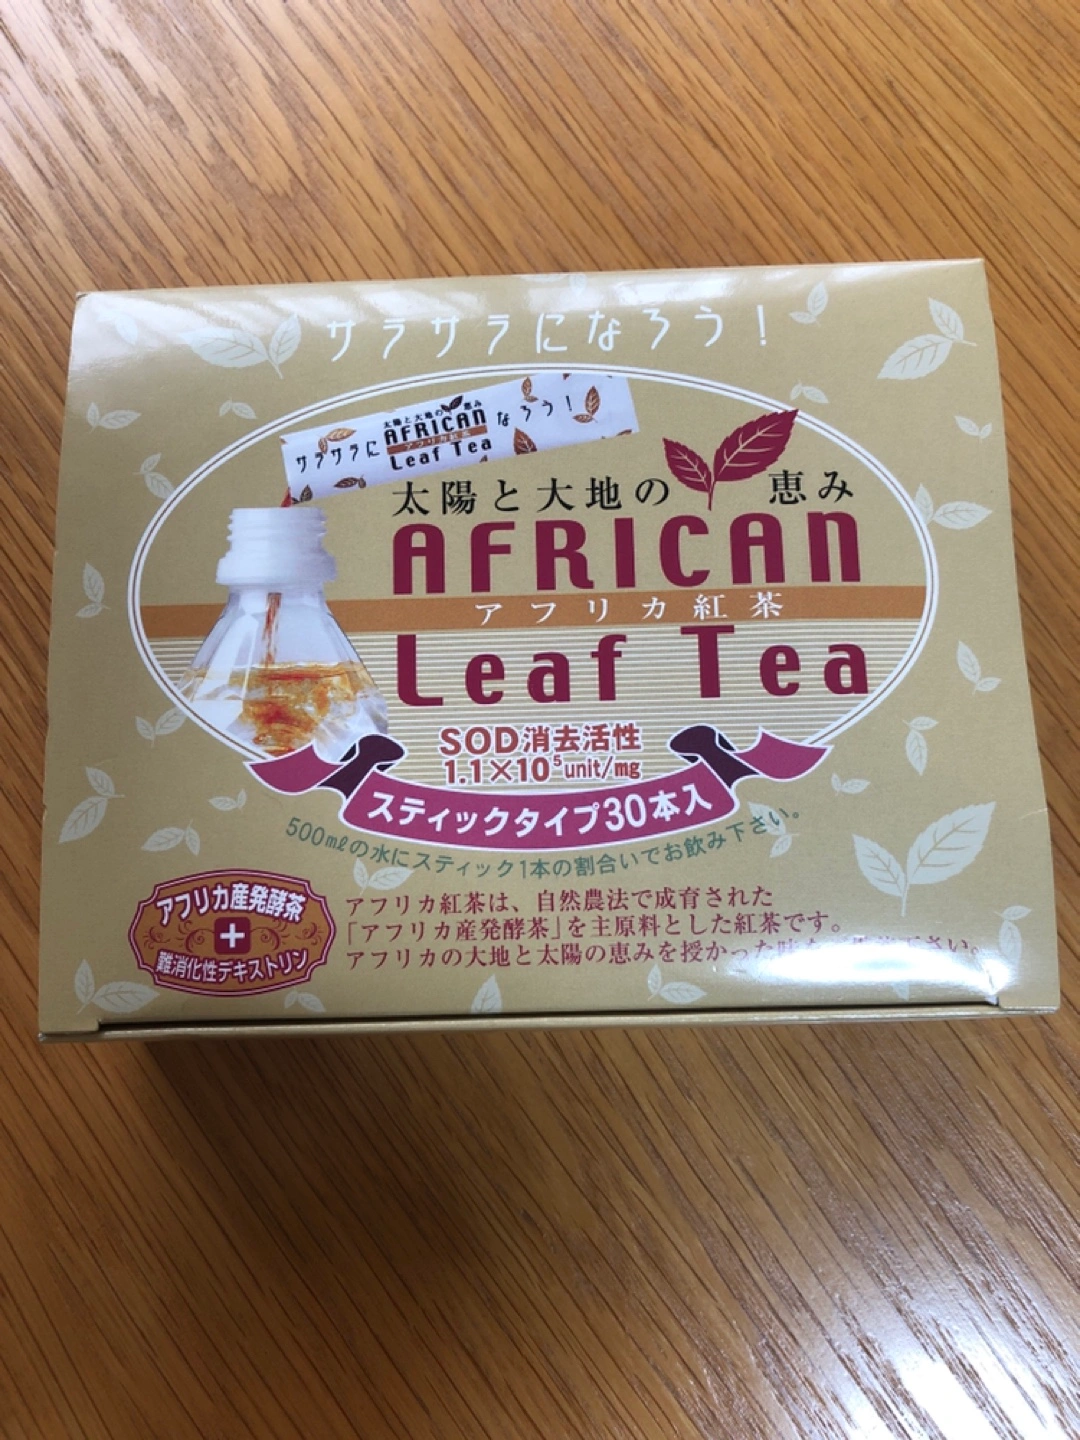 サラサラになろう！
サラサラに
太陽と大地の恵み
AFRICAN
アフリカ紅茶
Leaf Tea
なろう！
太陽と大地の恵み
AFRICAN
アフリカ紅茶
Leaf Tea
SOD消去活性
1.1×10⁵unit/mg
スティックタイプ30本入
500mlの水にスティック1本の割合いでお飲み下さい。
アフリカ産発酵茶
+
難消化性デキストリン
アフリカ紅茶は、自然農法で成育された
「アフリカ産発酵茶」を主原料とした紅茶です。
アフリカの大地と太陽の恵みを授かった味を 下さい。